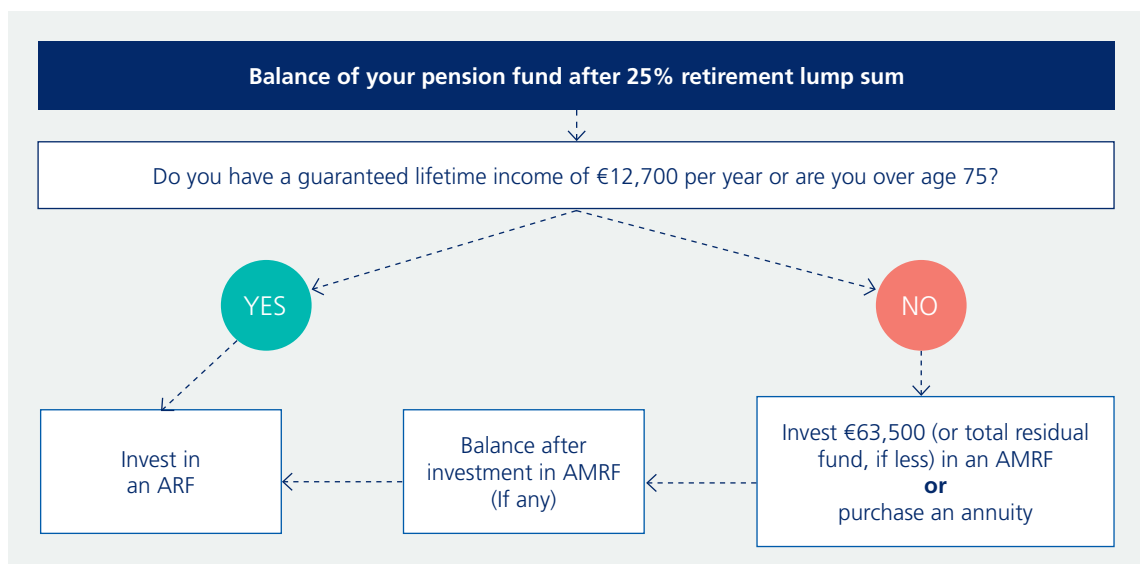 Balance of your pension fund after 25% retirement lump sum
Do you have a guaranteed lifetime income of €12,700 per year or are you over age 75?
YES
NO
Invest in
an ARF
Balance after
investment in AMRF
(If any)
Invest €63,500 (or total residual
fund, if less) in an AMRF
or
purchase an annuity